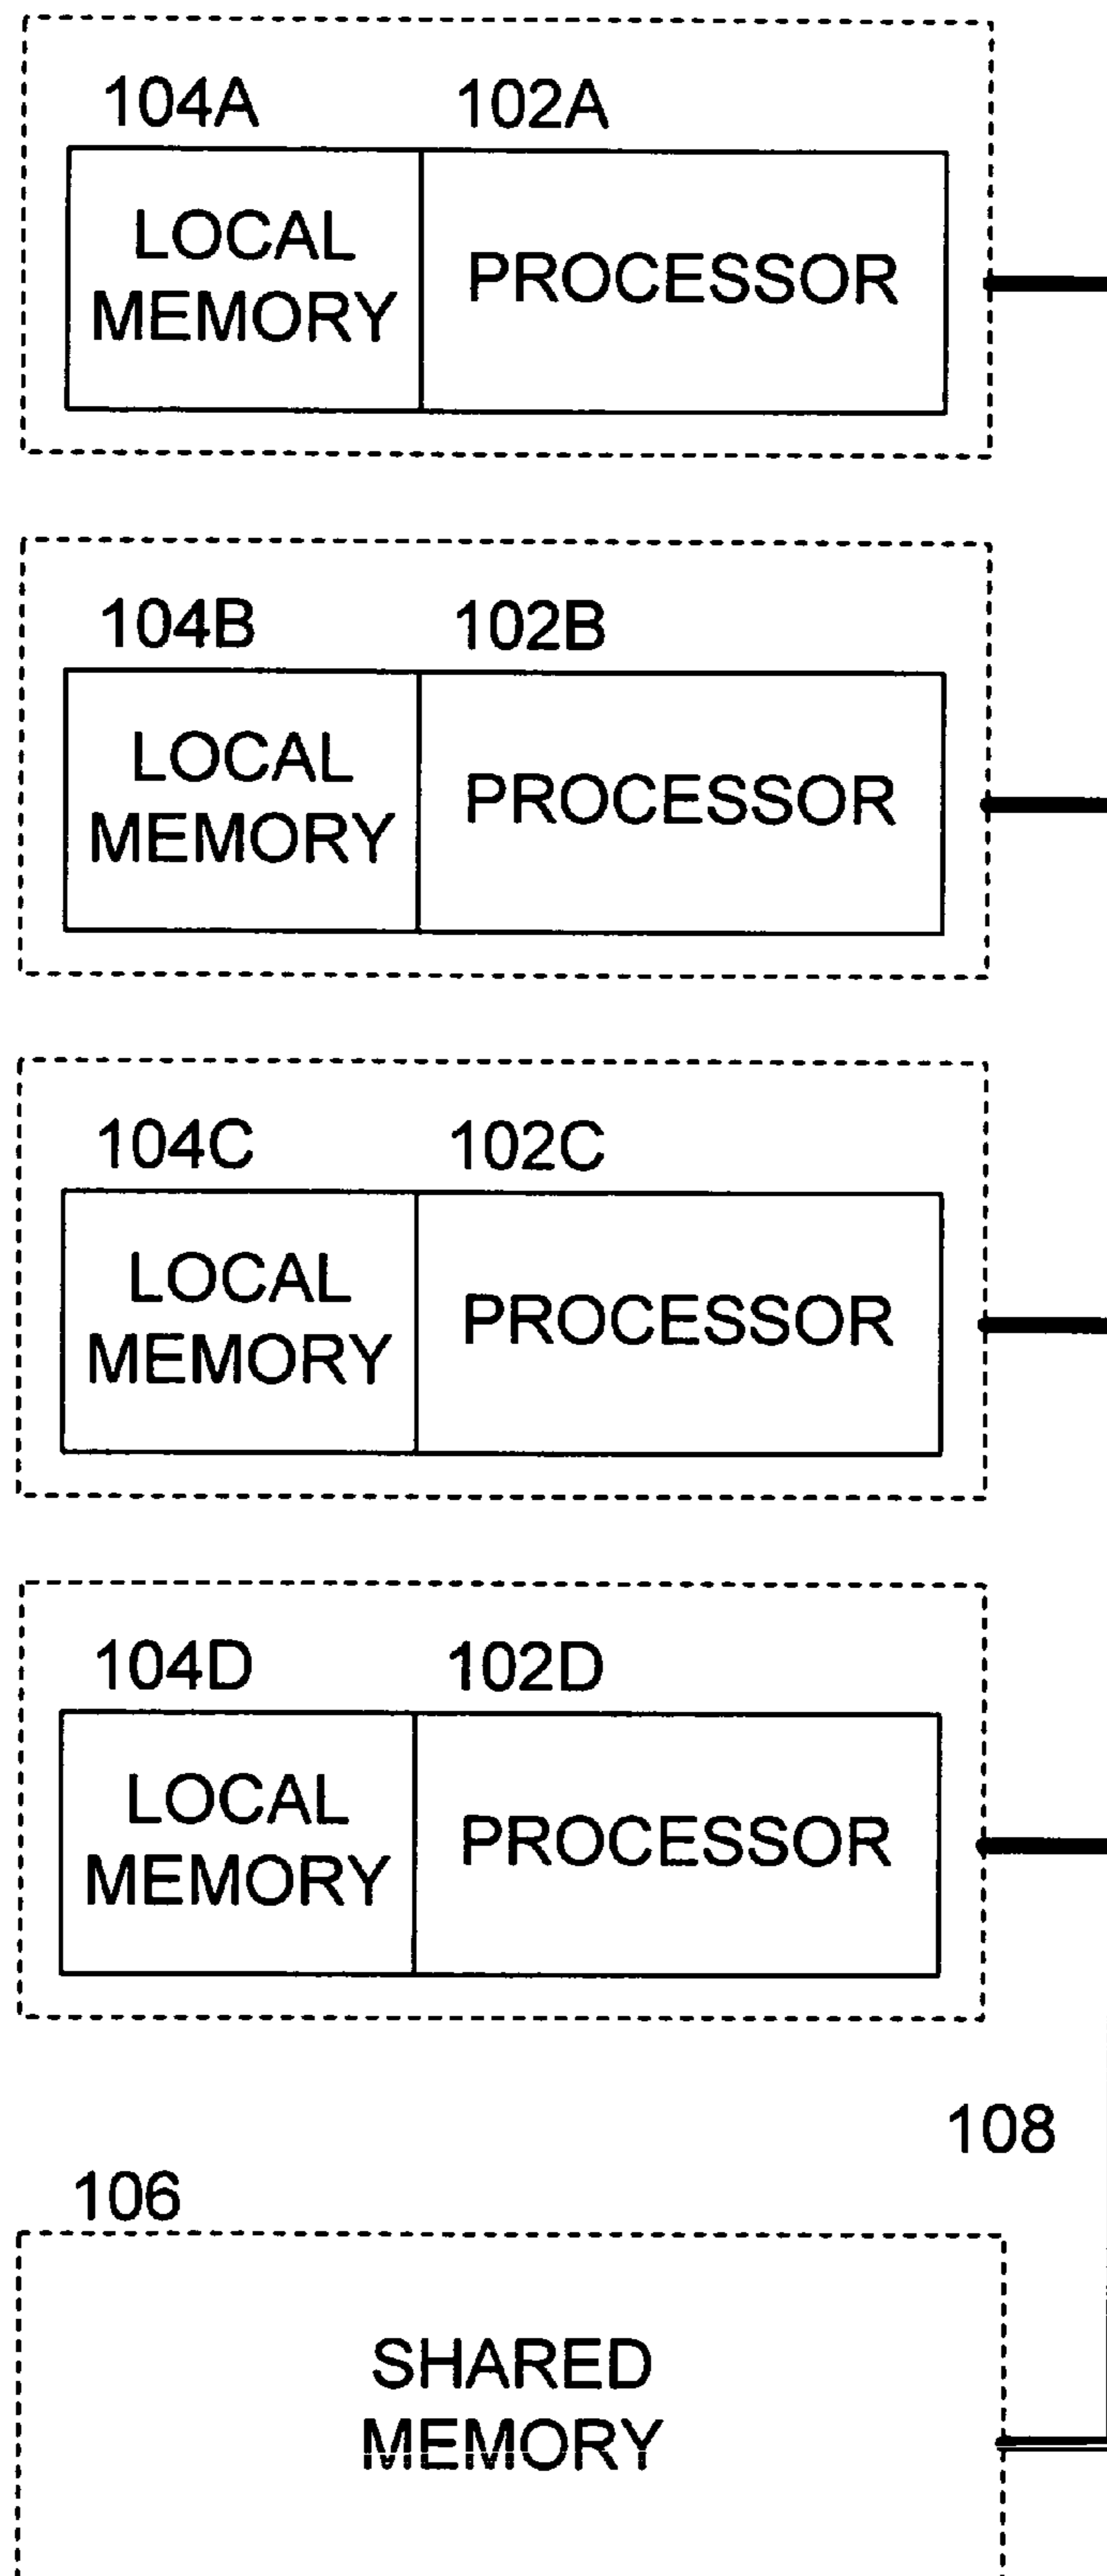 104A 102A
LOCAL
MEMORY
PROCESSOR
104B 102B
LOCAL
MEMORY
PROCESSOR
104C 102C
LOCAL
MEMORY
PROCESSOR
104D 102D
LOCAL
MEMORY
PROCESSOR
108
106
SHARED
MEMORY